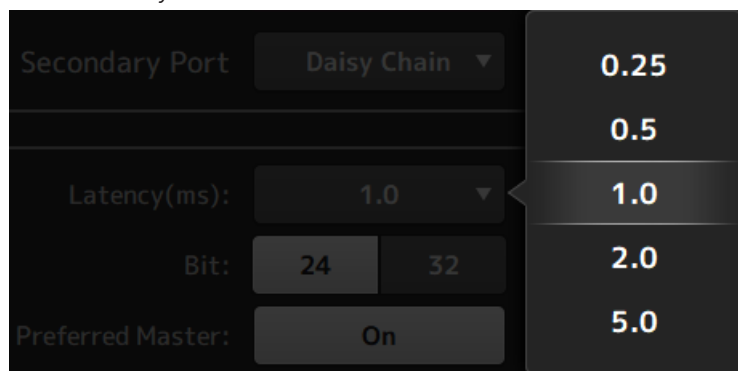 Secondary Port Daisy Chain ▼
Latency(ms): 1.0 ▼
Bit: 24 32
Preferred Master: On
0.25
0.5
1.0
2.0
5.0